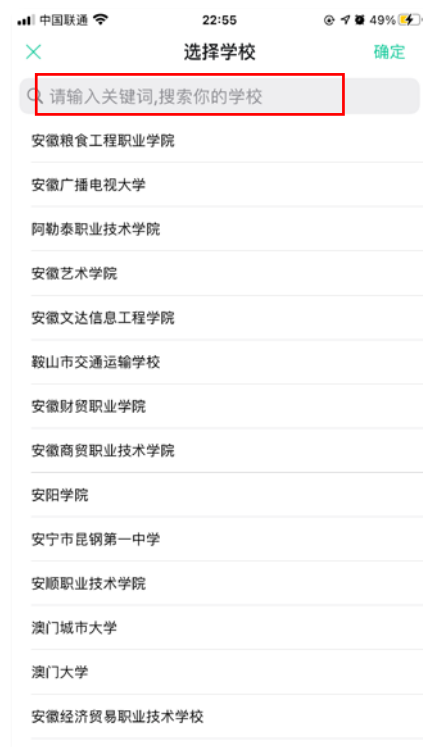 中国联通 22:55 49%
选择学校 确定
请输入关键词,搜索你的学校
安徽粮食工程职业学院
安徽广播电视大学
阿勒泰职业技术学院
安徽艺术学院
安徽文达信息工程学院
鞍山市交通运输学校
安徽财贸职业学院
安徽商贸职业技术学院
安阳学院
安宁市昆钢第一中学
安顺职业技术学院
澳门城市大学
澳门大学
安徽经济贸易职业技术学校